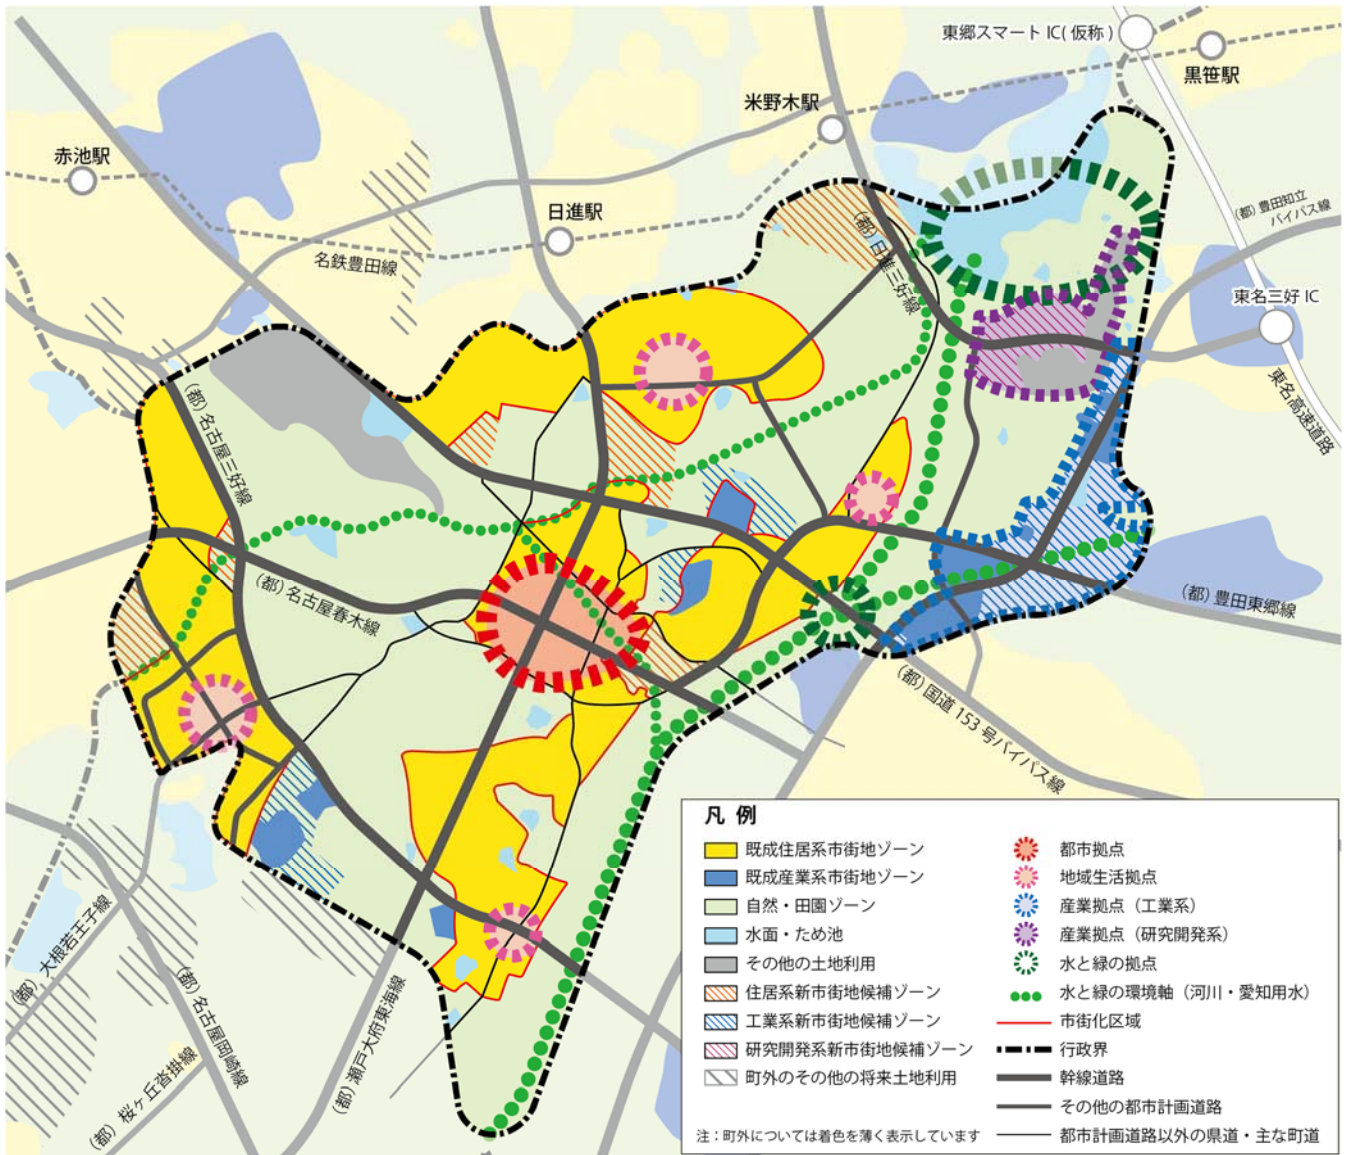 東郷スマートIC(仮称)
黒笹駅
米野木駅
赤池駅
日進駅
(都)豊田知立
バイパス線
(都)日進三好線
名鉄豊田線
東名三好IC
東名高速道路
(都)名古屋三好線
(都)名古屋春木線
(都)豊田東郷線
(都)国道153号バイパス線
(都)大根若王子線
(都)名古屋岡崎線
(都)瀬戸大府東海線
(都)桜ヶ丘沓掛線
凡 例
既成住居系市街地ゾーン
既成産業系市街地ゾーン
自然・田園ゾーン
水面・ため池
その他の土地利用
住居系新市街地候補ゾーン
工業系新市街地候補ゾーン
研究開発系新市街地候補ゾーン
町外のその他の将来土地利用
都市拠点
地域生活拠点
産業拠点(工業系)
産業拠点(研究開発系)
水と緑の拠点
水と緑の環境軸(河川・愛知用水)
市街化区域
行政界
幹線道路
その他の都市計画道路
都市計画道路以外の県道・主な町道
注:町外については着色を薄く表示しています